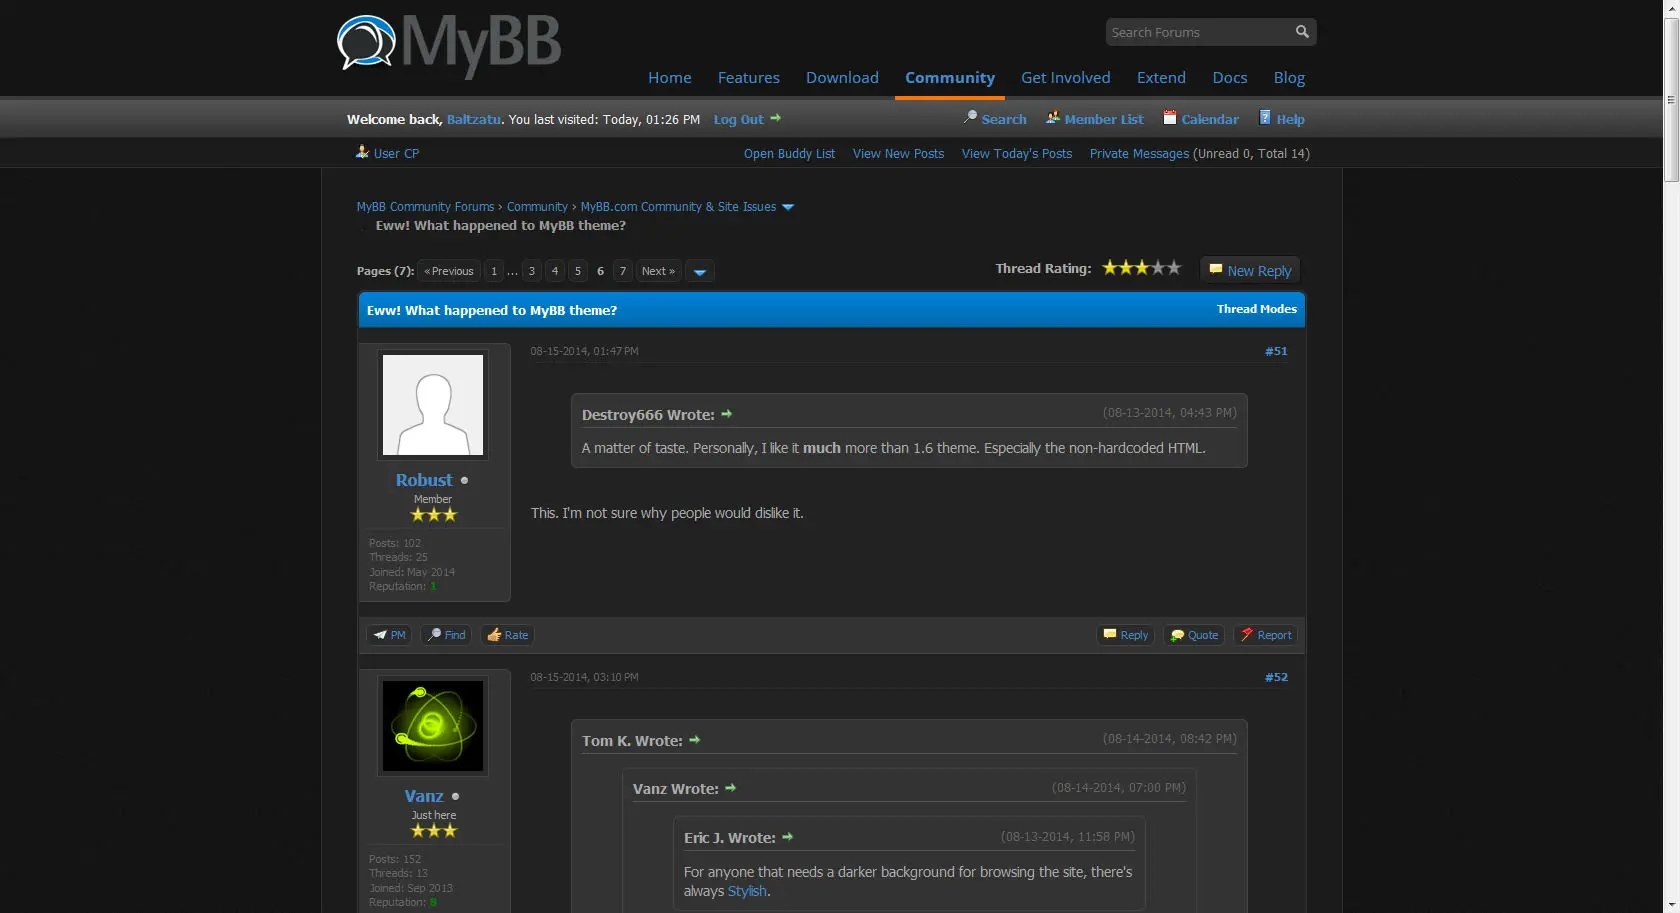 MyBB
Search Forums
Home Features Download Community Get Involved Extend Docs Blog
Welcome back, Baltzatu. You last visited: Today, 01:26 PM Log Out Search Member List Calendar Help
User CP Open Buddy List View New Posts View Today's Posts Private Messages (Unread 0, Total 14)
MyBB Community Forums › Community › MyBB.com Community & Site Issues
Eww! What happened to MyBB theme?
Pages (7): « Previous 1 ... 3 4 5 6 7 Next » Thread Rating: New Reply
Eww! What happened to MyBB theme? Thread Modes
08-15-2014, 01:47 PM #51
Destroy666 Wrote: (08-13-2014, 04:43 PM)
A matter of taste. Personally, I like it much more than 1.6 theme. Especially the non-hardcoded HTML.
Robust
Member
This. I'm not sure why people would dislike it.
Posts: 102
Threads: 25
Joined: May 2014
Reputation: 1
PM Find Rate Reply Quote Report
08-15-2014, 03:10 PM #52
Tom K. Wrote: (08-14-2014, 08:42 PM)
Vanz Wrote: (08-14-2014, 07:00 PM)
Vanz
Just here
Eric J. Wrote: (08-13-2014, 11:58 PM)
Posts: 152
Threads: 13
Joined: Sep 2013
Reputation: 8
For anyone that needs a darker background for browsing the site, there's
always Stylish.